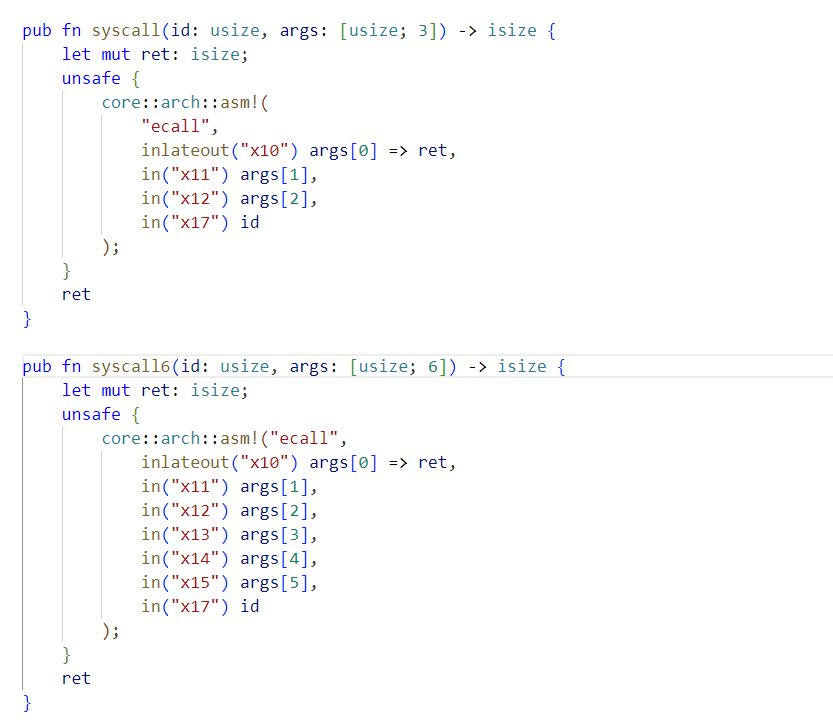 pub fn syscall(id: usize, args: [usize; 3]) -> isize {
    let mut ret: isize;
    unsafe {
        core::arch::asm!(
            "ecall",
            inlateout("x10") args[0] => ret,
            in("x11") args[1],
            in("x12") args[2],
            in("x17") id
        );
    }
    ret
}

pub fn syscall6(id: usize, args: [usize; 6]) -> isize {
    let mut ret: isize;
    unsafe {
        core::arch::asm!("ecall",
            inlateout("x10") args[0] => ret,
            in("x11") args[1],
            in("x12") args[2],
            in("x13") args[3],
            in("x14") args[4],
            in("x15") args[5],
            in("x17") id
        );
    }
    ret
}